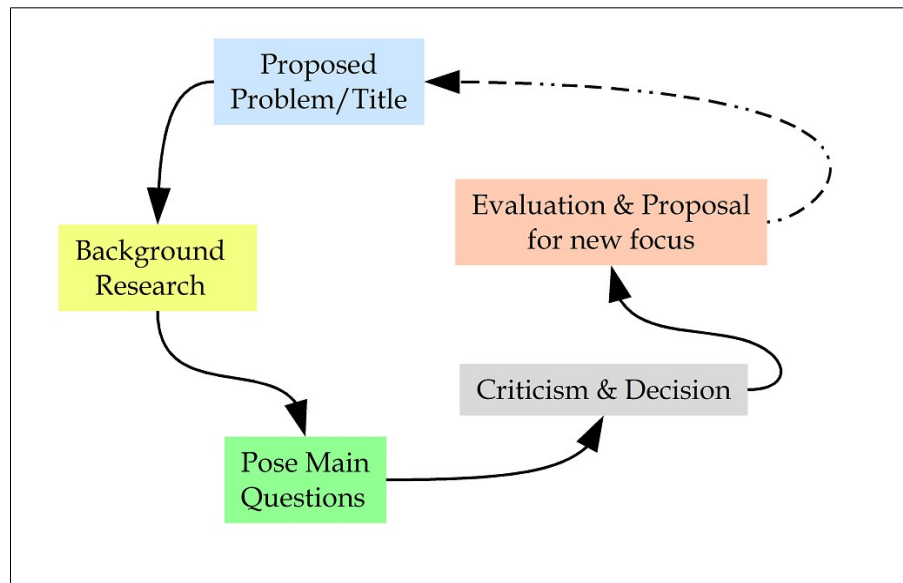 Proposed
Problem/Title
Background
Research
Pose Main
Questions
Criticism & Decision
Evaluation & Proposal
for new focus